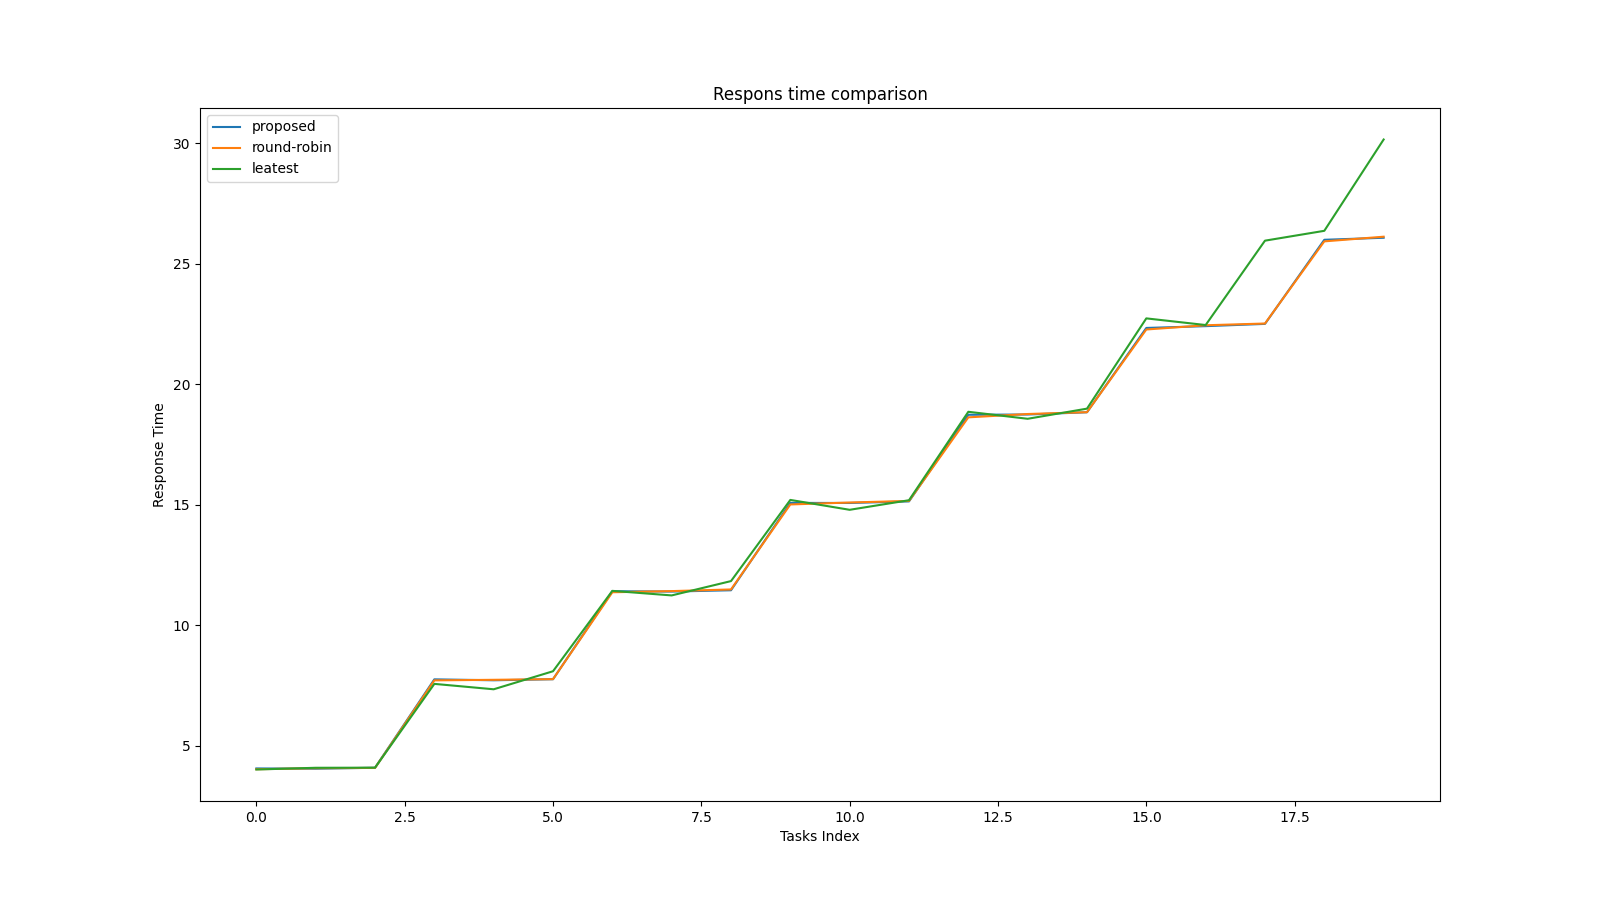 Respons time comparison
proposed
round-robin
leatest
30
25
20
15
10
5
Response Time
0.0 2.5 5.0 7.5 10.0 12.5 15.0 17.5
Tasks Index